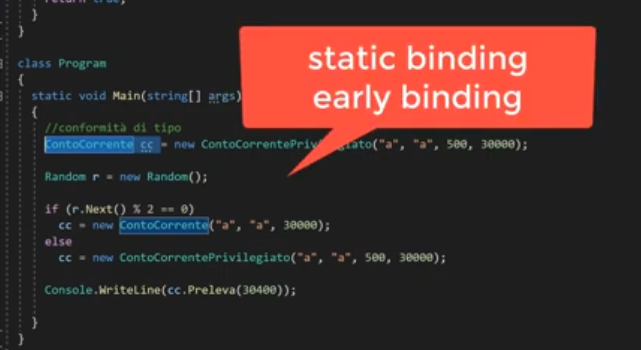 return true;
}
}
class Program
{
static void Main(string[] args)
{
static binding
early binding
//conformità di tipo
ContoCorrente cc = new ContoCorrentePrivilegiato("a", "a", 500, 30000);
Random r = new Random();
if (r.Next() % 2 == 0)
cc = new ContoCorrente("a", "a", 30000);
else
cc = new ContoCorrentePrivilegiato("a", "a", 500, 30000);
Console.WriteLine(cc.Preleva(30400));
}
}